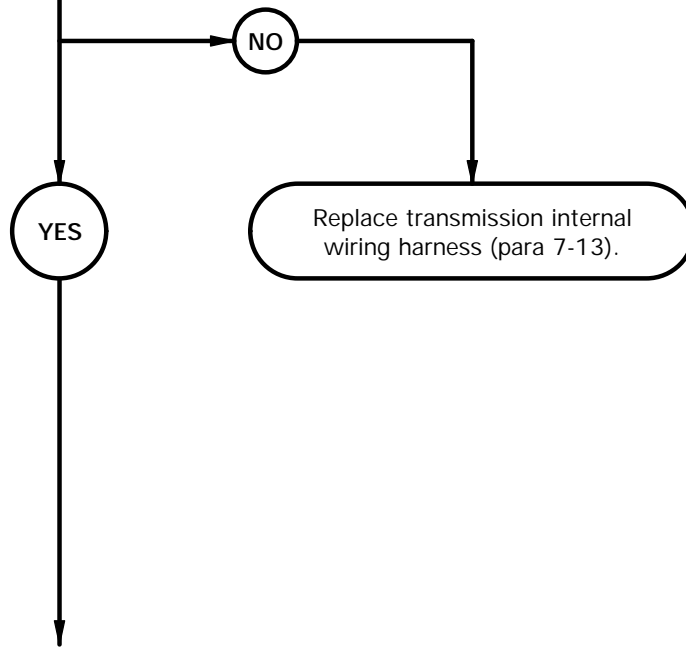 NO
YES
Replace transmission internal
wiring harness (para 7-13).